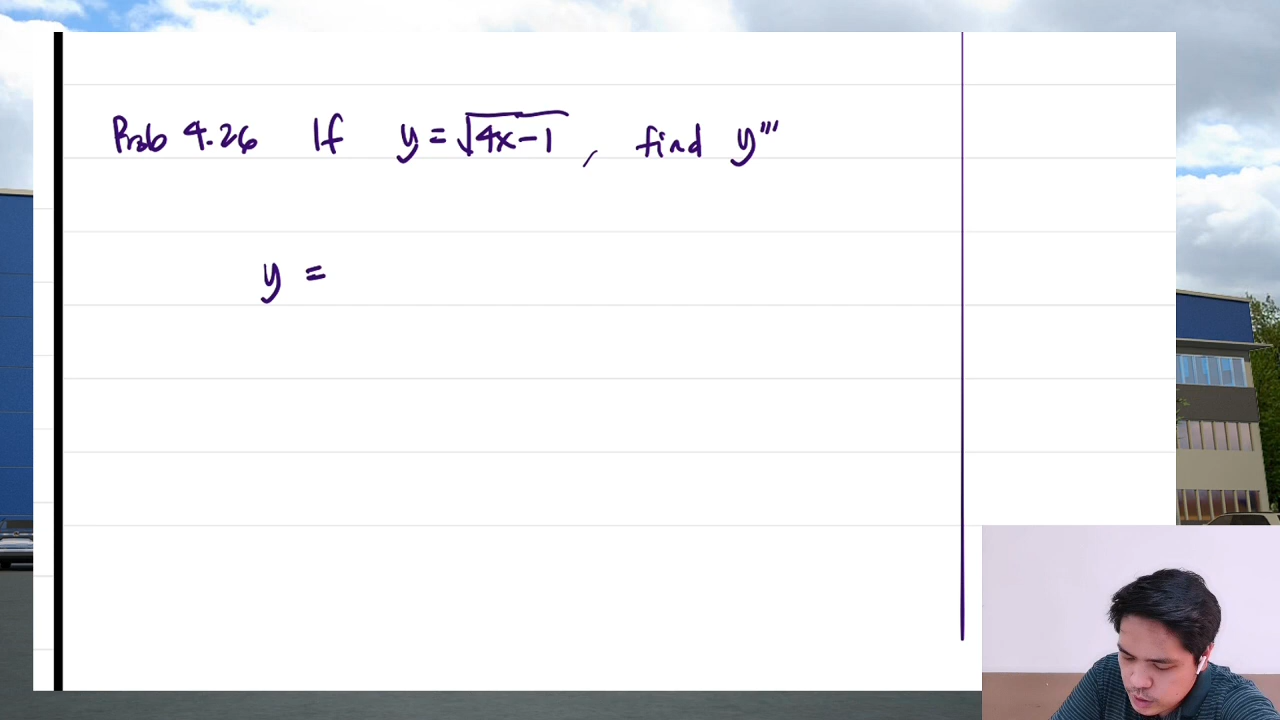 Prob 4.26 If y = √4x-1 , find y'''
y =